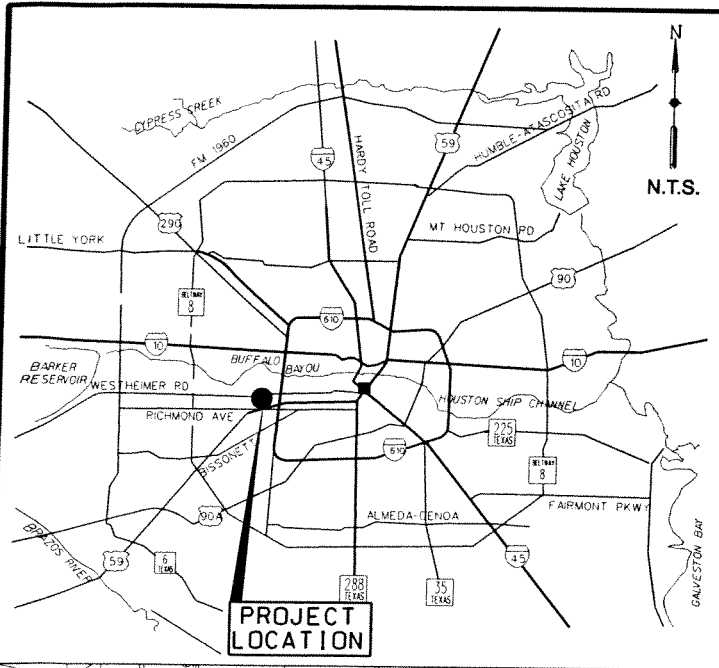 N
N.T.S.
CYPRESS CREEK
FM 1960
45
HARDY TOLL ROAD
59
HUMBLE-ATASCOSITA RD
LAKE HOUSTON
290
LITTLE YORK
MT HOUSTON RD
90
BELTWAY
8
610
10
BARKER
RESERVOIR
BUFFALO
BAYOU
10
WESTHEIMER RD
HOUSTON SHIP CHANNEL
RICHMOND AVE
BISSONETT
225
TEXAS
610
BELTWAY
8
90A
ALMEDA-GENOA
FAIRMONT PKWY
BRAZOS RIVER
59
6
TEXAS
288
TEXAS
35
TEXAS
45
GALVESTON BAY
PROJECT
LOCATION